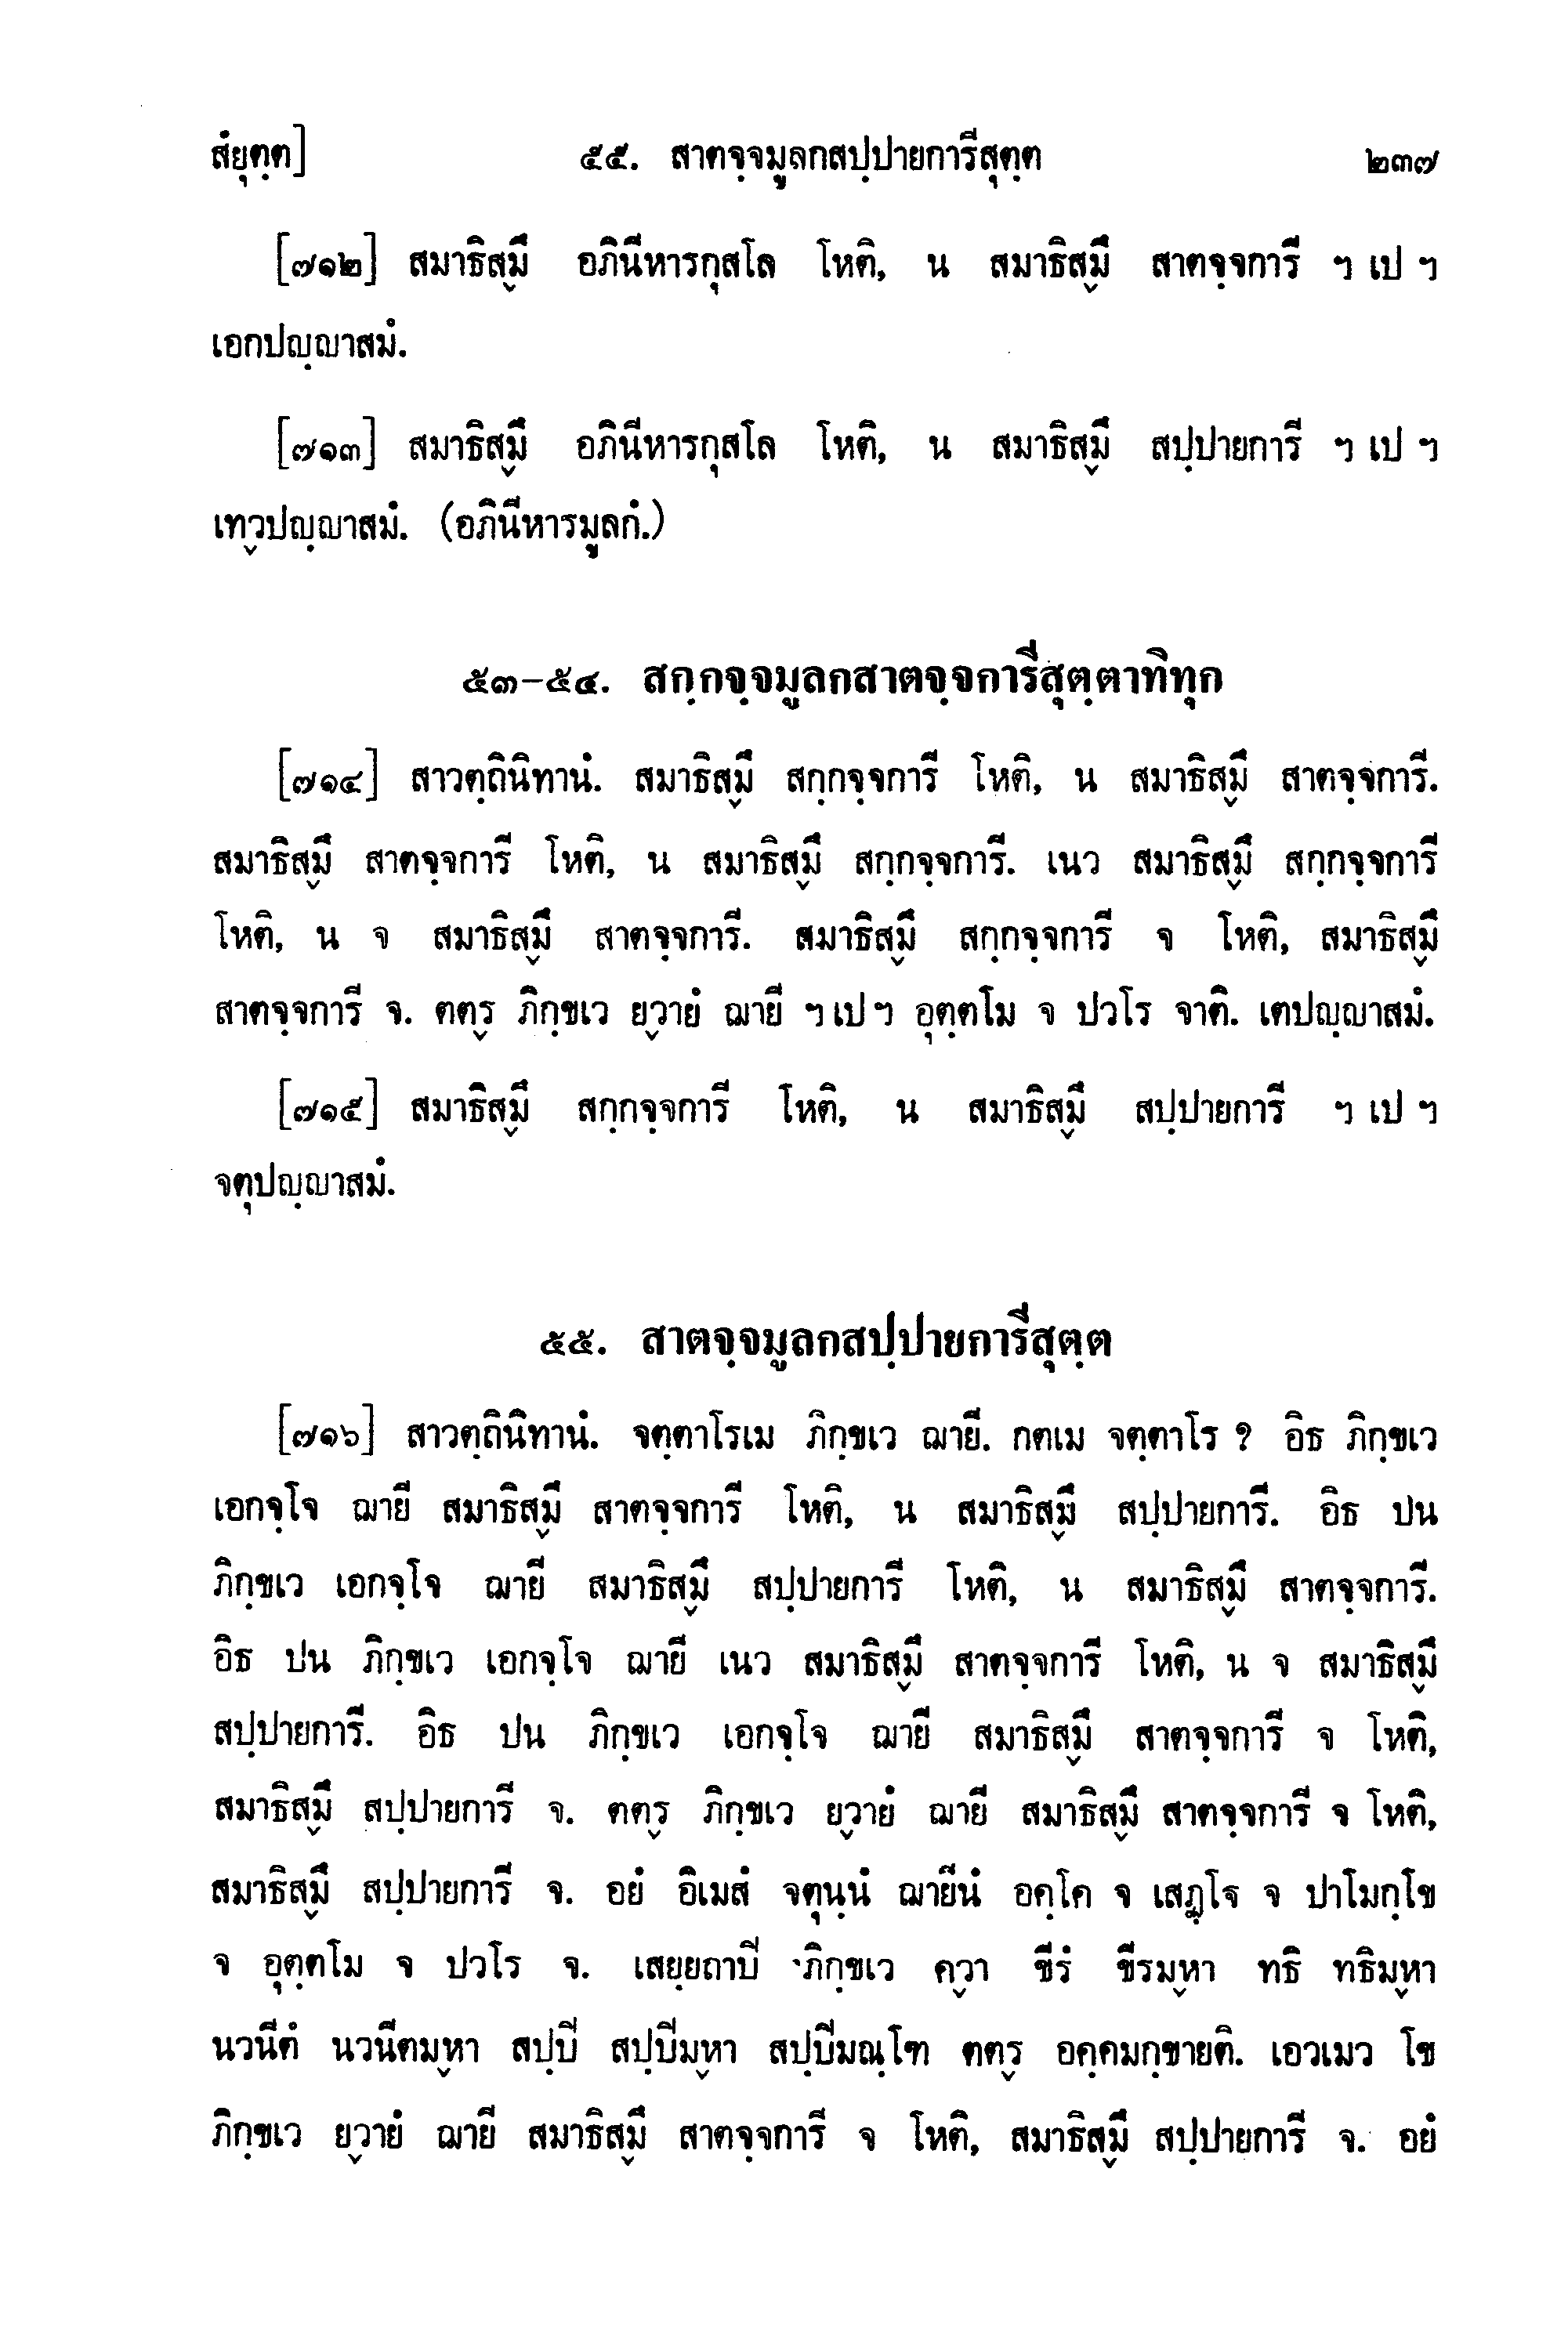 สํยุตฺต] ๕๕. สาตจฺจมูลกสปฺปายการีสุตฺต ๒๓๗
[๗๑๒] สมาธิสฺมึ อภินีหารกุสโล โหติ, น สมาธิสฺมึ สาตจฺจการี ฯ เป ฯ
เอกปญฺญาสมํ.
[๗๑๓] สมาธิสฺมึ อภินีหารกุสโล โหติ, น สมาธิสฺมึ สปฺปายการี ฯ เป ฯ
เทฺวปญฺญาสมํ. (อภินีหารมูลกํ.)
๕๓-๕๔. สกฺกจฺจมูลกสาตจฺจการีสุตฺตาทิทุก
[๗๑๔] สาวตฺถินิทานํ. สมาธิสฺมึ สกฺกจฺจการี โหติ, น สมาธิสฺมึ สาตจฺจการี.
สมาธิสฺมึ สาตจฺจการี โหติ, น สมาธิสฺมึ สกฺกจฺจการี. เนว สมาธิสฺมึ สกฺกจฺจการี
โหติ, น จ สมาธิสฺมึ สาตจฺจการี. สมาธิสฺมึ สกฺกจฺจการี จ โหติ, สมาธิสฺมึ
สาตจฺจการี จ. ตตฺร ภิกฺขเว ยฺวายํ ฌายี ฯ เป ฯ อุตฺตโม จ ปวโร จาติ. เตปญฺญาสมํ.
[๗๑๕] สมาธิสฺมึ สกฺกจฺจการี โหติ, น สมาธิสฺมึ สปฺปายการี ฯ เป ฯ
จตุปญฺญาสมํ.
๕๕. สาตจฺจมูลกสปฺปายการีสุตฺต
[๗๑๖] สาวตฺถินิทานํ. จตฺตาโรเม ภิกฺขเว ฌายี. กตเม จตฺตาโร ? อิธ ภิกฺขเว
เอกจฺโจ ฌายี สมาธิสฺมึ สาตจฺจการี โหติ, น สมาธิสฺมึ สปฺปายการี. อิธ ปน
ภิกฺขเว เอกจฺโจ ฌายี สมาธิสฺมึ สปฺปายการี โหติ, น สมาธิสฺมึ สาตจฺจการี.
อิธ ปน ภิกฺขเว เอกจฺโจ ฌายี เนว สมาธิสฺมึ สาตจฺจการี โหติ, น จ สมาธิสฺมึ
สปฺปายการี. อิธ ปน ภิกฺขเว เอกจฺโจ ฌายี สมาธิสฺมึ สาตจฺจการี จ โหติ,
สมาธิสฺมึ สปฺปายการี จ. ตตฺร ภิกฺขเว ยฺวายํ ฌายี สมาธิสฺมึ สาตจฺจการี จ โหติ,
สมาธิสฺมึ สปฺปายการี จ. อยํ อิเมสํ จตุนฺนํ ฌายีนํ อคฺโค จ เสฏฺโฐ จ ปาโมกฺโข
จ อุตฺตโม จ ปวโร จ. เสยฺยถาปิ ภิกฺขเว คฺวา ขีรํ ขีรมฺหา ทธิ ทธิมฺหา
นวนีตํ นวนีตมฺหา สปฺปิ สปฺปิมฺหา สปฺปิมณฺโฑ ตตฺร อคฺคมกฺขายติ. เอวเมว โข
ภิกฺขเว ยฺวายํ ฌายี สมาธิสฺมึ สาตจฺจการี จ โหติ, สมาธิสฺมึ สปฺปายการี จ. อยํ